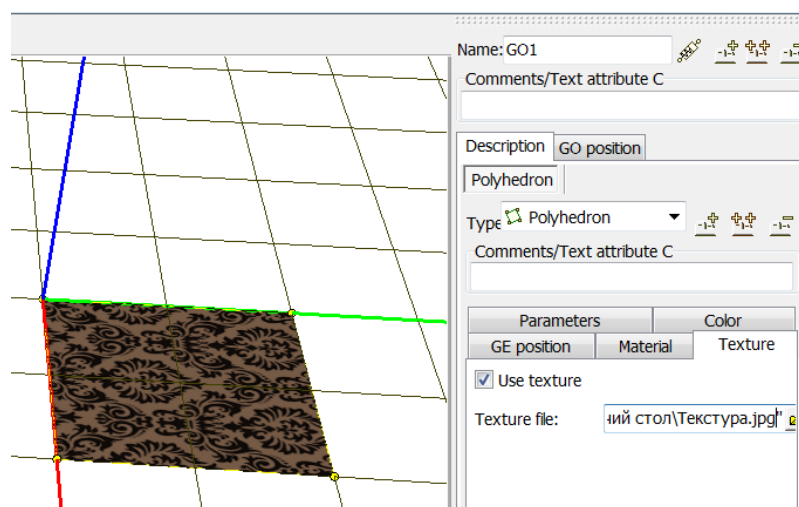 Name: GO1
Comments/Text attribute C
Description GO position
Polyhedron
Type Polyhedron
Comments/Text attribute C
Parameters Color
GE position Material Texture
Use texture
Texture file: стол\Текстура.jpg"